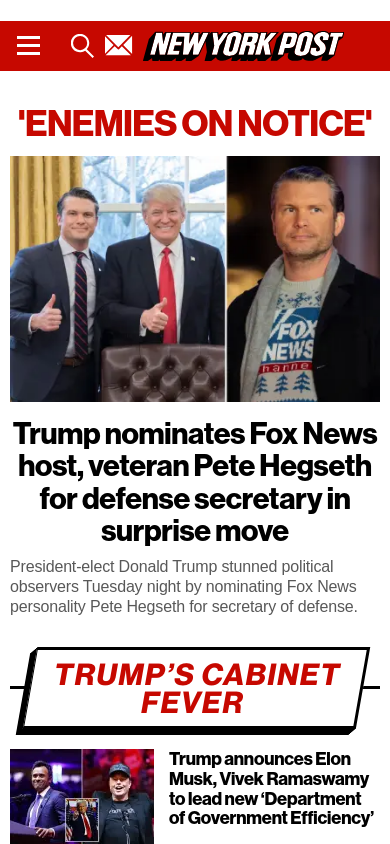 NEW YORK POST
'ENEMIES ON NOTICE'
FOX
NEWS
channel
Trump nominates Fox News
host, veteran Pete Hegseth
for defense secretary in
surprise move
President-elect Donald Trump stunned political
observers Tuesday night by nominating Fox News
personality Pete Hegseth for secretary of defense.
TRUMP’S CABINET
FEVER
Trump announces Elon
Musk, Vivek Ramaswamy
to lead new ‘Department
of Government Efficiency’